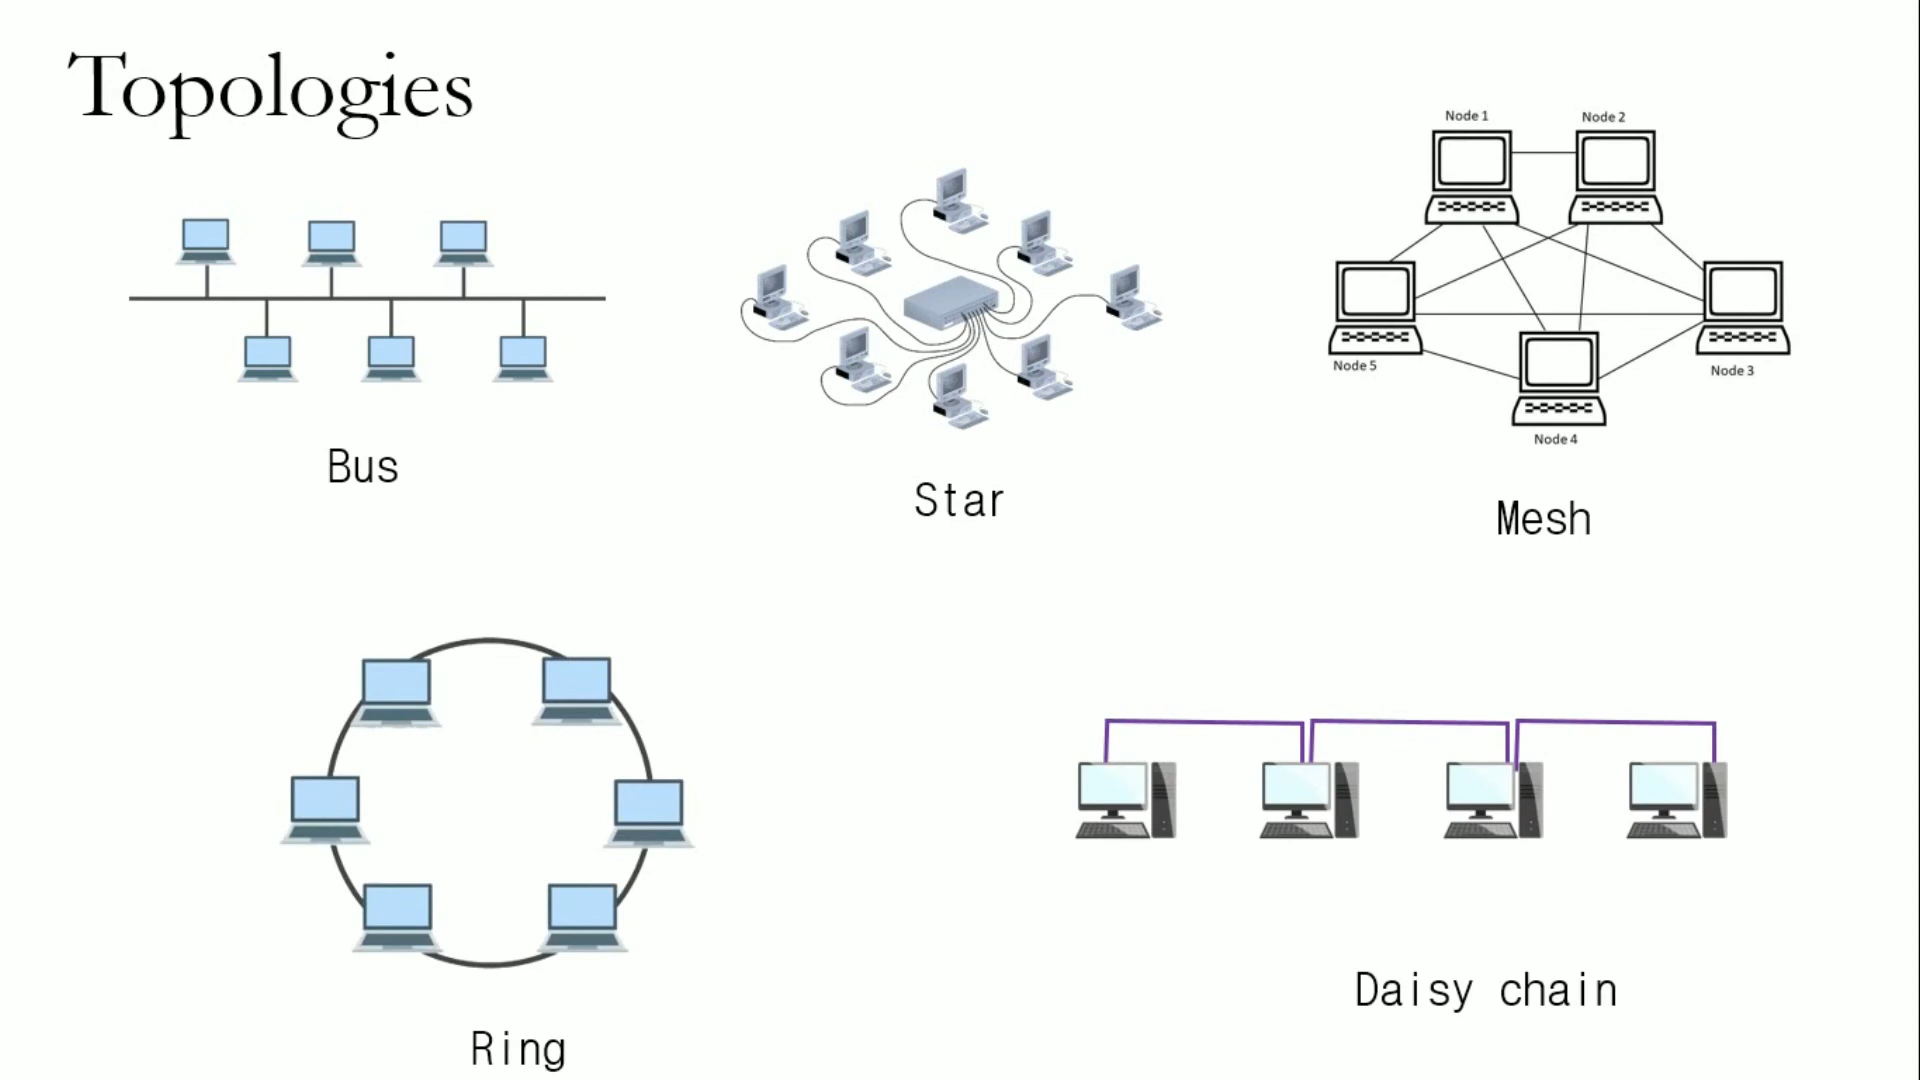 Topologies
Node 1
Node 2
Node 5
Node 3
Node 4
Bus
Star
Mesh
Ring
Daisy chain